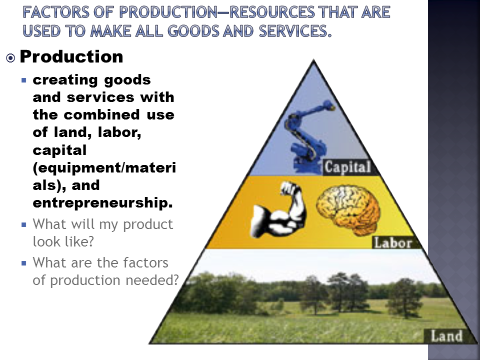 FACTORS OF PRODUCTION—RESOURCES THAT ARE
USED TO MAKE ALL GOODS AND SERVICES.
Production
creating goods
and services with
the combined use
of land, labor,
capital
(equipment/materi
als), and
entrepreneurship.
What will my product
look like?
What are the factors
of production needed?
Capital
Labor
Land